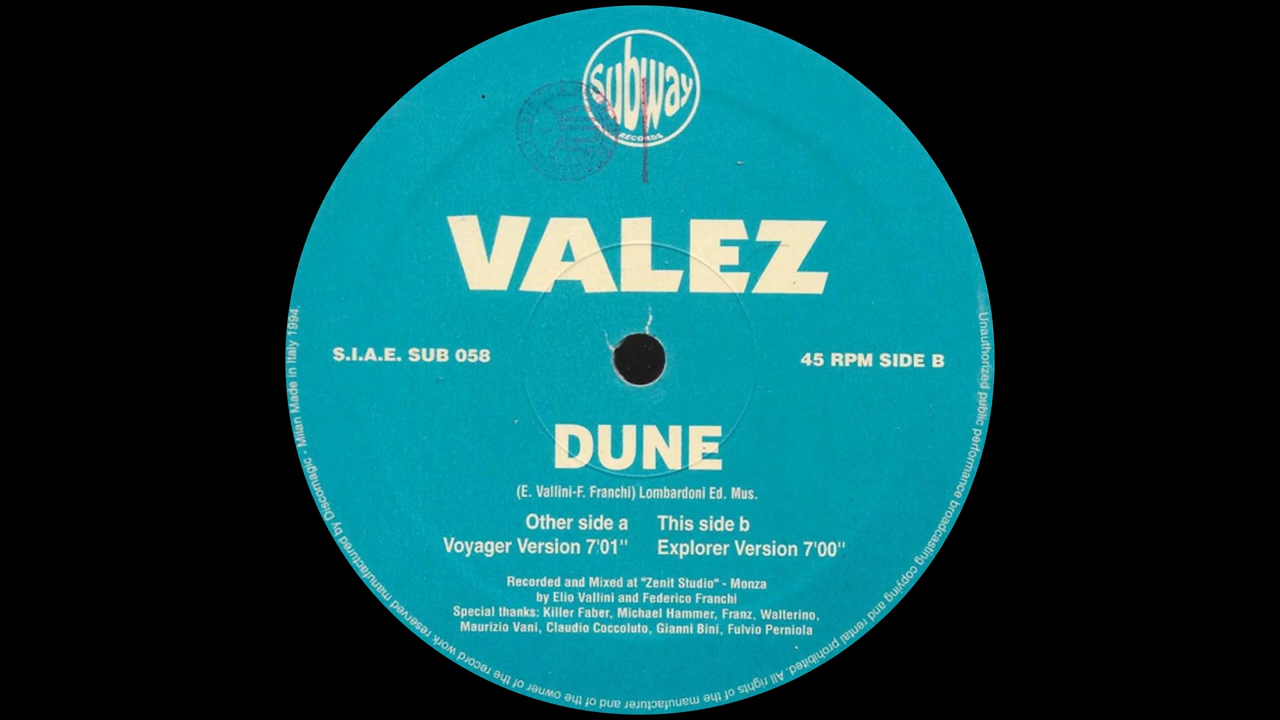 subway
RECORDS
VALEZ
S.I.A.E. SUB 058
45 RPM SIDE B
DUNE
(E. Vallini-F. Franchi) Lombardoni Ed. Mus.
Other side a This side b
Voyager Version 7'01" Explorer Version 7'00"
Recorded and Mixed at "Zenit Studio" - Monza
by Elio Vallini and Federico Franchi
Special thanks: Killer Faber, Michael Hammer, Franz, Walterino,
Maurizio Vani, Claudio Coccoluto, Gianni Bini, Fulvio Perniola
Unauthorized public performance broadcasting copying and rental prohibited. All rights of the manufacturer and of the owner of the record work reserved manufactured by Discomagic - Milan Made in Italy 1994.